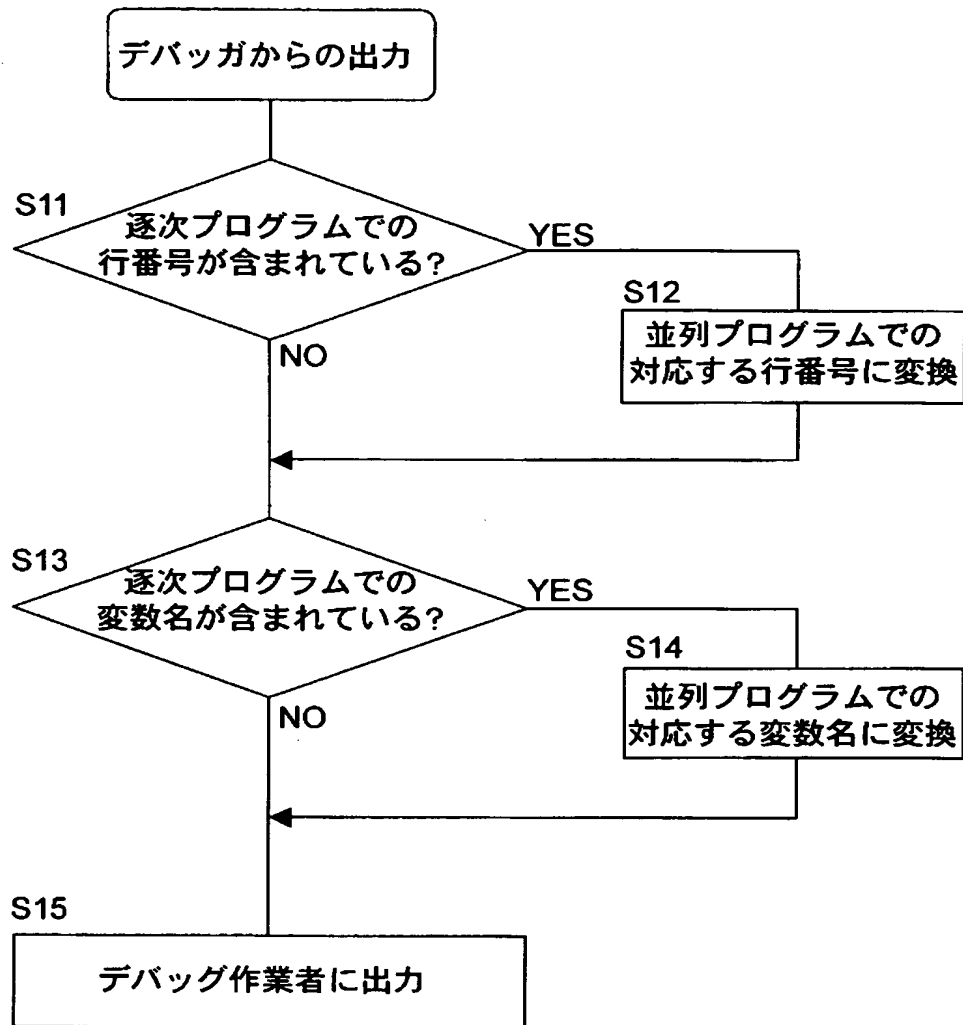 デバッガからの出力
S11
逐次プログラムでの
行番号が含まれている?
YES
S12
並列プログラムでの
対応する行番号に変換
NO
S13
逐次プログラムでの
変数名が含まれている?
YES
S14
並列プログラムでの
対応する変数名に変換
NO
S15
デバッグ作業者に出力